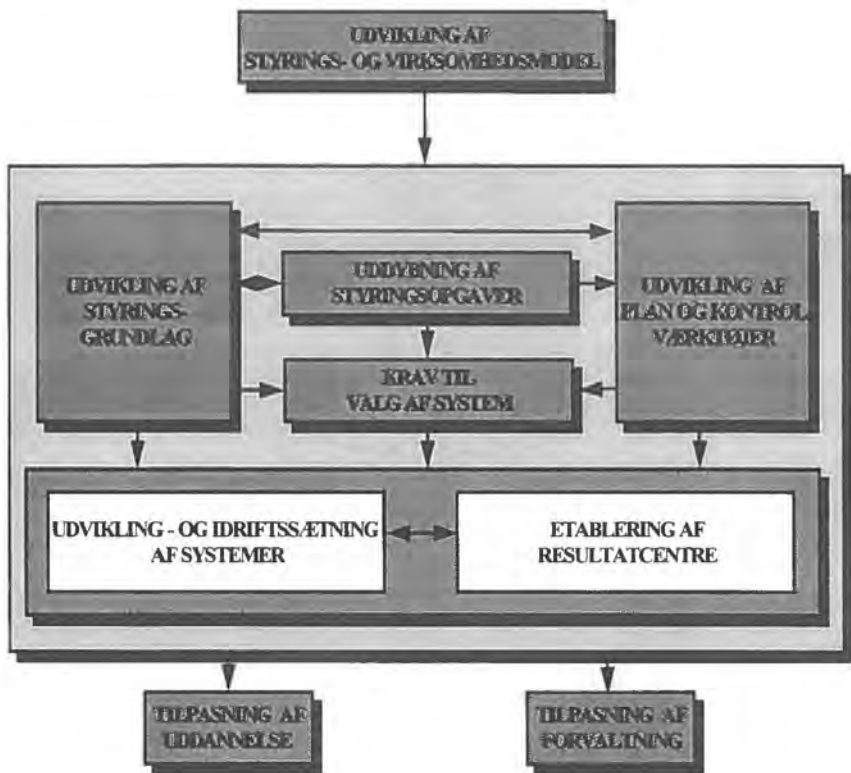 UDVIKLING AF
STYRINGS- OG VIRKSOMHEDSMODEL
UDVIKLING AF
STYRINGS-
GRUNDLAG
UDDYBNING AF
STYRINGSOPGAVER
UDVIKLING AF
PLAN OG KONTROL
VÆRKTØJER
KRAV TIL
VALG AF SYSTEM
UDVIKLING - OG IDRIFTSSÆTNING
AF SYSTEMER
ETABLERING AF
RESULTATCENTRE
TILPASNING AF
UDDANNELSE
TILPASNING AF
FORVALTNING